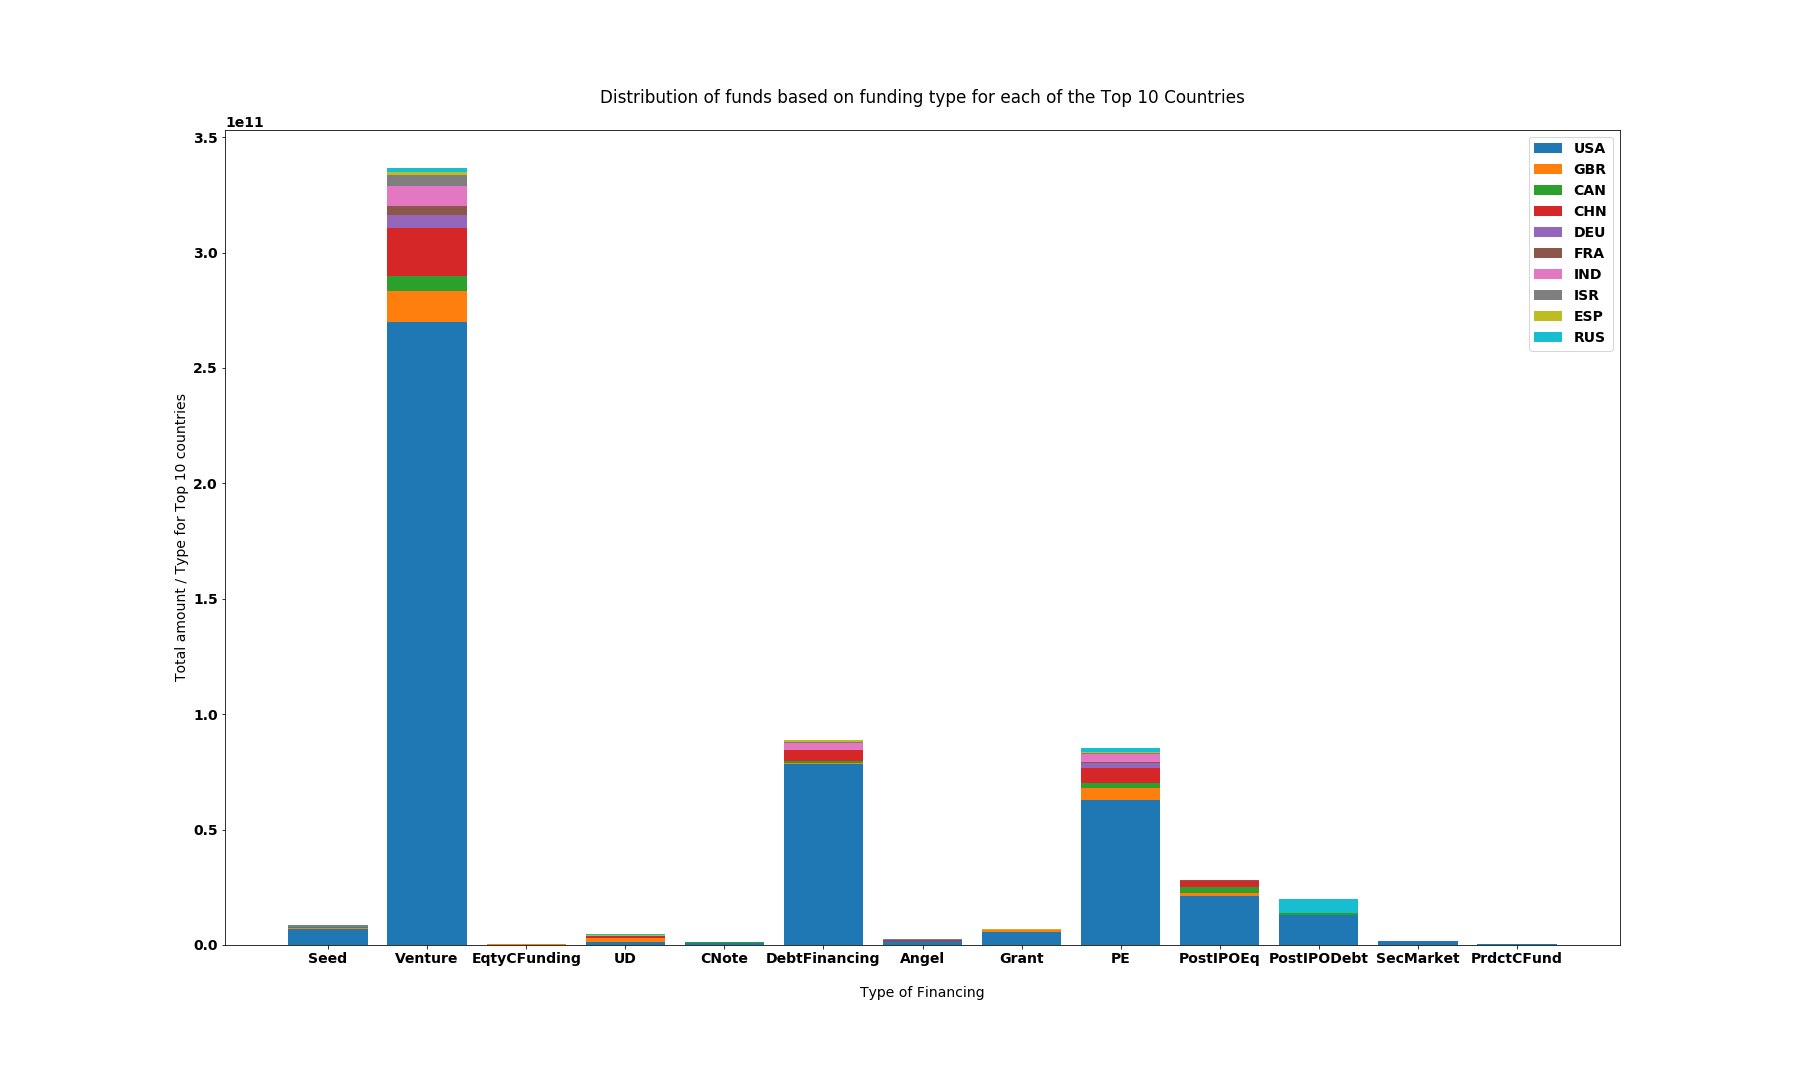 Distribution of funds based on funding type for each of the Top 10 Countries
1e11
3.5
3.0
2.5
2.0
1.5
1.0
0.5
0.0
Total amount / Type for Top 10 countries
USA
GBR
CAN
CHN
DEU
FRA
IND
ISR
ESP
RUS
Seed Venture EqtyCFunding UD CNote DebtFinancing Angel Grant PE PostIPOEq PostIPODebt SecMarket PrdctCFund
Type of Financing